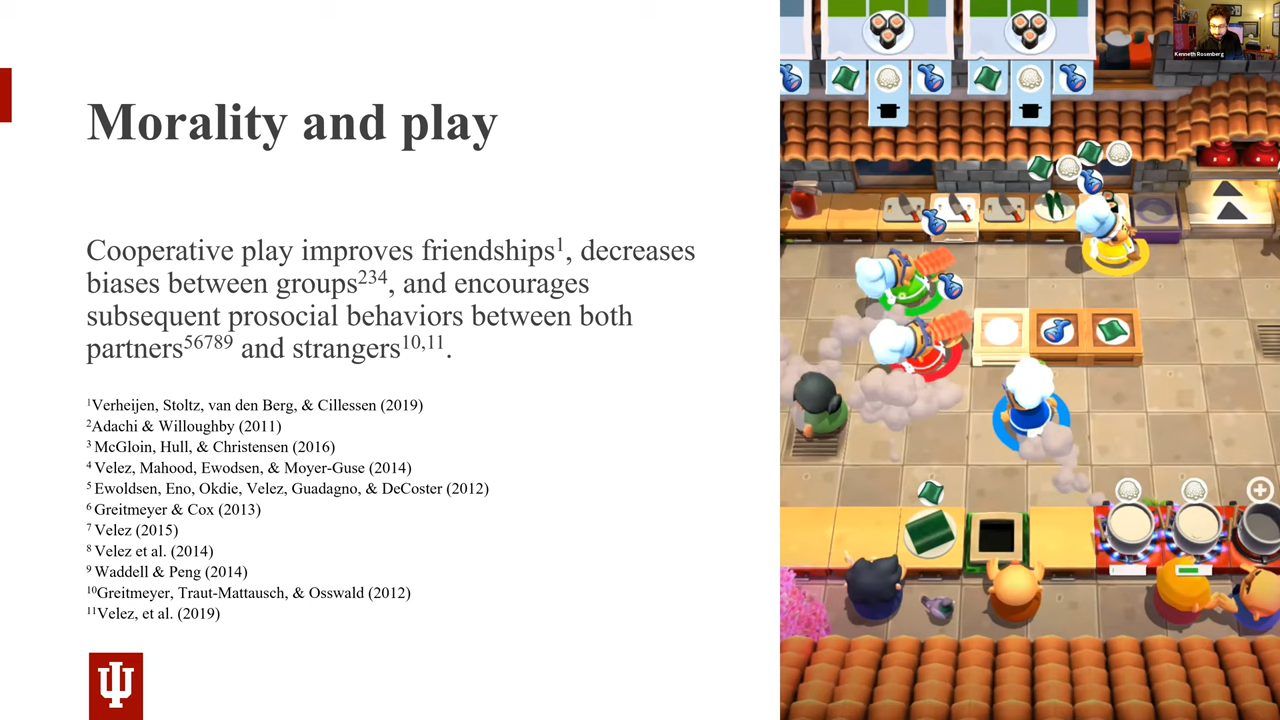 Morality and play
Cooperative play improves friendships¹, decreases
biases between groups²³⁴, and encourages
subsequent prosocial behaviors between both
partners⁵⁶⁷⁸⁹ and strangers¹⁰,¹¹.
¹Verheijen, Stoltz, van den Berg, & Cillessen (2019)
²Adachi & Willoughby (2011)
³ McGloin, Hull, & Christensen (2016)
⁴ Velez, Mahood, Ewodsen, & Moyer-Guse (2014)
⁵ Ewoldsen, Eno, Okdie, Velez, Guadagno, & DeCoster (2012)
⁶ Greitmeyer & Cox (2013)
⁷ Velez (2015)
⁸ Velez et al. (2014)
⁹ Waddell & Peng (2014)
¹⁰Greitmeyer, Traut-Mattausch, & Osswald (2012)
¹¹Velez, et al. (2019)
Kenneth Rosenberg